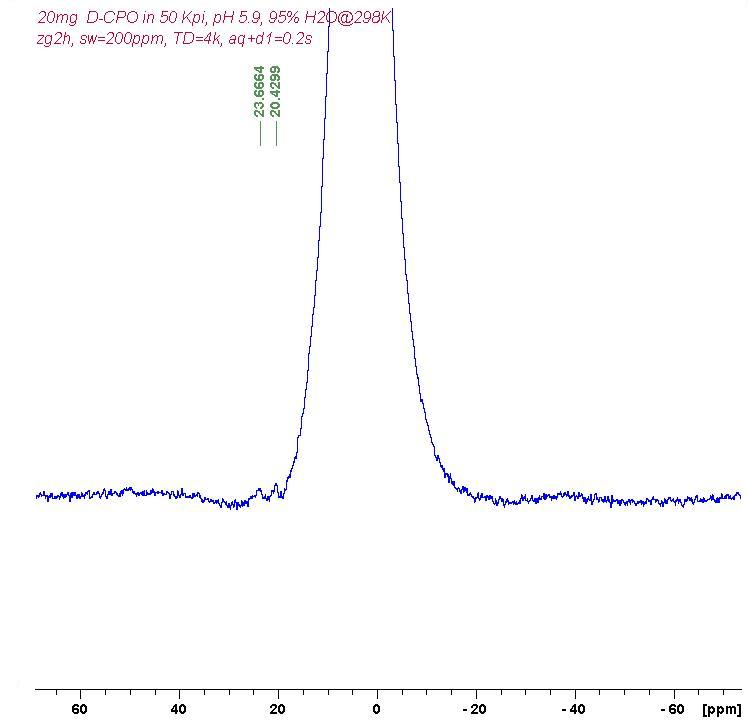 20mg D-CPO in 50 Kpi, pH 5.9, 95% H2O@298K
zg2h, sw=200ppm, TD=4k, aq+d1=0.2s
23.6664
20.4299
60 40 20 0 -20 -40 -60 [ppm]